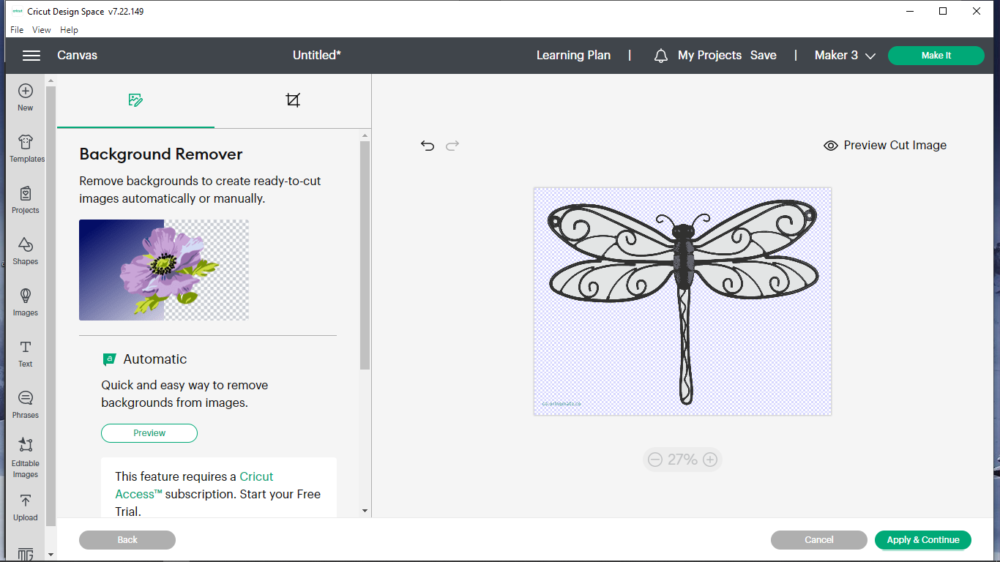 cricut Cricut Design Space v7.22.149
File View Help
Canvas Untitled* Learning Plan | My Projects Save | Maker 3 Make It
New
Templates
Projects
Shapes
Images
Text
Phrases
Editable
Images
Upload
Background Remover
Remove backgrounds to create ready-to-cut
images automatically or manually.
a Automatic
Quick and easy way to remove
backgrounds from images.
Preview
This feature requires a Cricut
Access™ subscription. Start your Free
Trial.
Preview Cut Image
27%
Back Cancel Apply & Continue